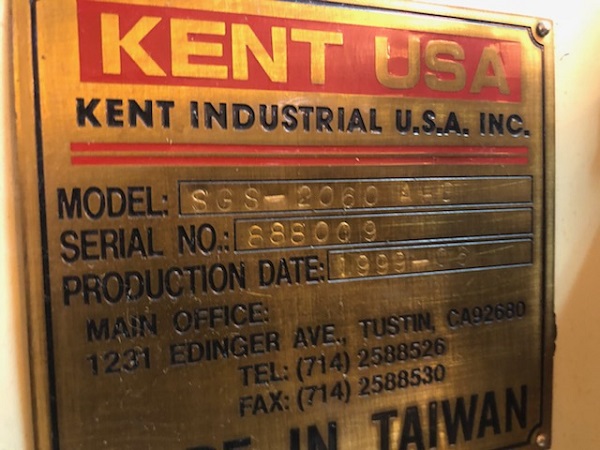 KENT USA
KENT INDUSTRIAL U.S.A. INC.
MODEL: SGS-2060
SERIAL NO.: 888009
PRODUCTION DATE: 1999-
MAIN OFFICE:
1231 EDINGER AVE., TUSTIN, CA92680
TEL: (714) 2588526
FAX: (714) 2588530
IN TAIWAN